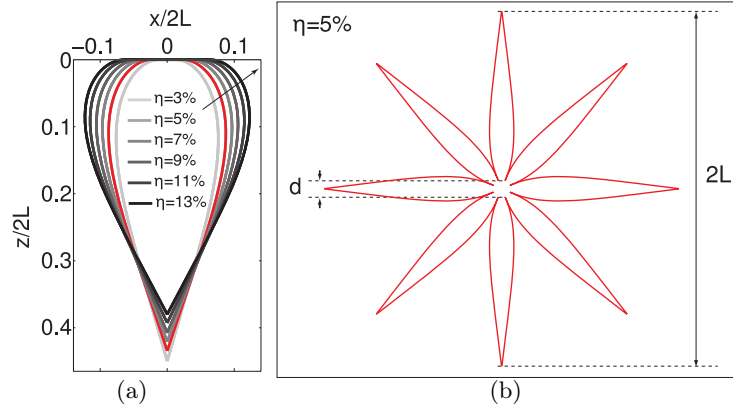 x/2L
−0.1 0 0.1
0
0.1
0.2
0.3
0.4
z/2L
η=3%
η=5%
η=7%
η=9%
η=11%
η=13%
(a)
η=5%
d
2L
(b)